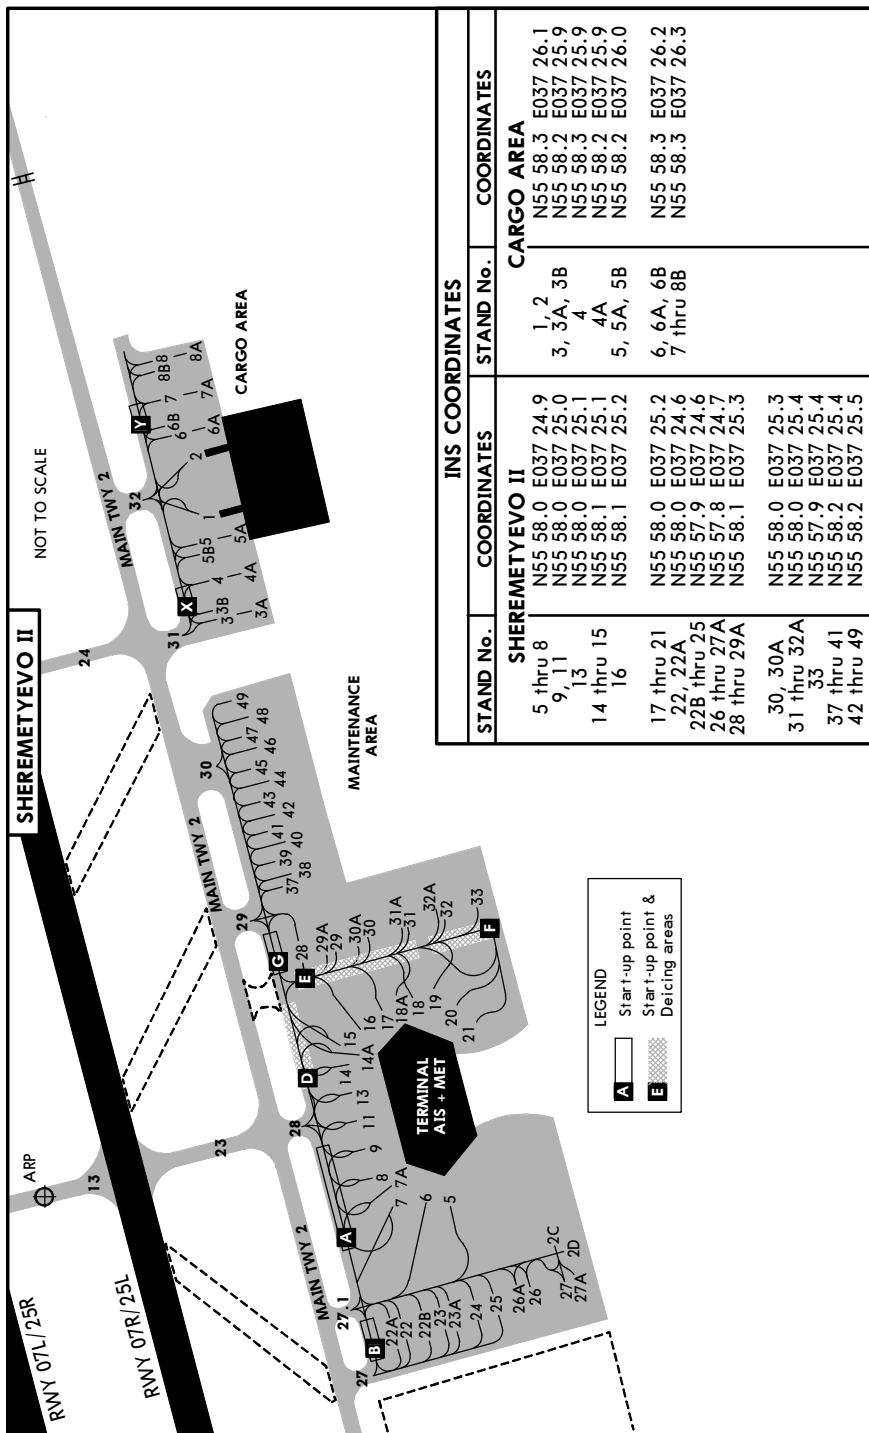 SHEREMETYEVO II
NOT TO SCALE
RWY 07L/25R
RWY 07R/25L
ARP
13
23
24
H
MAIN TWY 2
MAIN TWY 2
MAIN TWY 2
27
27.1
28
29
30
31
32
B
A
D
G
E
F
X
Y
22A
22
22B
23
23A
24
25
26A
26
27
27A
2C
2D
5
6
7
7A
8
9
11
13
14
14A
15
16
17
18A
18
19
20
21
28
29A
29
30A
30
31A
31
32A
32
33
37
38
39
40
41
42
43
44
45
46
47
48
49
3
3B
3A
4
4A
5B
5
5A
1
2
6
6B
6A
7
7A
8B
8
8A
TERMINAL
AIS + MET
MAINTENANCE
AREA
CARGO AREA
LEGEND
A Start-up point
E Start-up point &
Deicing areas
INS COORDINATES
STAND No. COORDINATES STAND No. COORDINATES
SHEREMETYEVO II CARGO AREA
5 thru 8 N55 58.0 E037 24.9 1, 2 N55 58.3 E037 26.1
9, 11 N55 58.0 E037 25.0 3, 3A, 3B N55 58.2 E037 25.9
13 N55 58.0 E037 25.1 4 N55 58.3 E037 25.9
14 thru 15 N55 58.1 E037 25.1 4A N55 58.2 E037 25.9
16 N55 58.1 E037 25.2 5, 5A, 5B N55 58.2 E037 26.0
17 thru 21 N55 58.0 E037 25.2 6, 6A, 6B N55 58.3 E037 26.2
22, 22A N55 58.0 E037 24.6 7 thru 8B N55 58.3 E037 26.3
22B thru 25 N55 57.9 E037 24.6
26 thru 27A N55 57.8 E037 24.7
28 thru 29A N55 58.1 E037 25.3
30, 30A N55 58.0 E037 25.3
31 thru 32A N55 58.0 E037 25.4
33 N55 57.9 E037 25.4
37 thru 41 N55 58.2 E037 25.4
42 thru 49 N55 58.2 E037 25.5